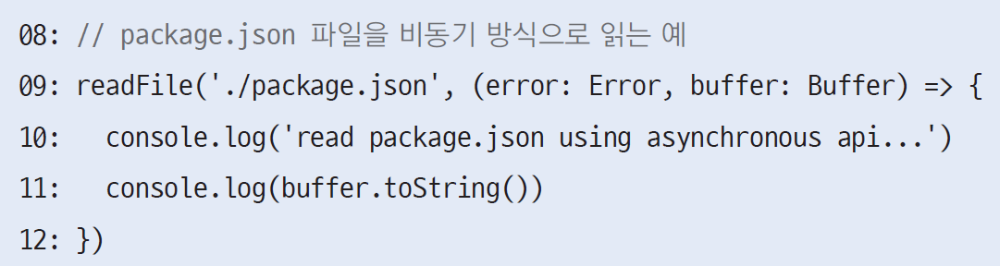 08: // package.json 파일을 비동기 방식으로 읽는 예
09: readFile('./package.json', (error: Error, buffer: Buffer) => {
10:   console.log('read package.json using asynchronous api...')
11:   console.log(buffer.toString())
12: })